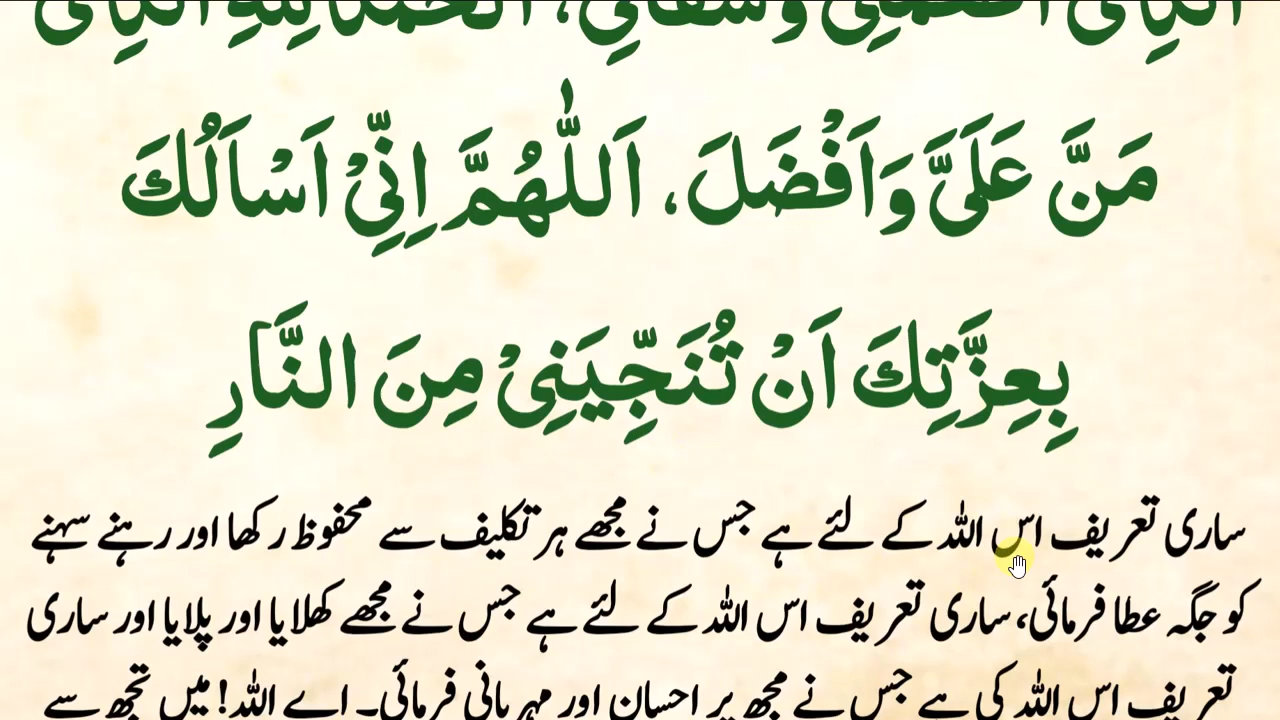 الَّذِىْ اَطْعَمَنِىْ وَسَقَانِىْ، اَلْحَمْدُ لِلّٰهِ الَّذِىْ
مَنَّ عَلَىَّ وَاَفْضَلَ، اَللّٰهُمَّ اِنِّىْ اَسْاَلُكَ
بِعِزَّتِكَ اَنْ تُنَجِّيَنِىْ مِنَ النَّارِ
ساری تعریف اس اللہ کے لئے ہے جس نے مجھے ہر تکلیف سے محفوظ رکھا اور رہنے سہنے
کو جگہ عطا فرمائی، ساری تعریف اس اللہ کے لئے ہے جس نے مجھے کھلایا اور پلایا اور ساری
تعریف اس اللہ کی ہے جس نے مجھ پر احسان اور مہربانی فرمائی۔ اے اللہ! میں تجھ سے